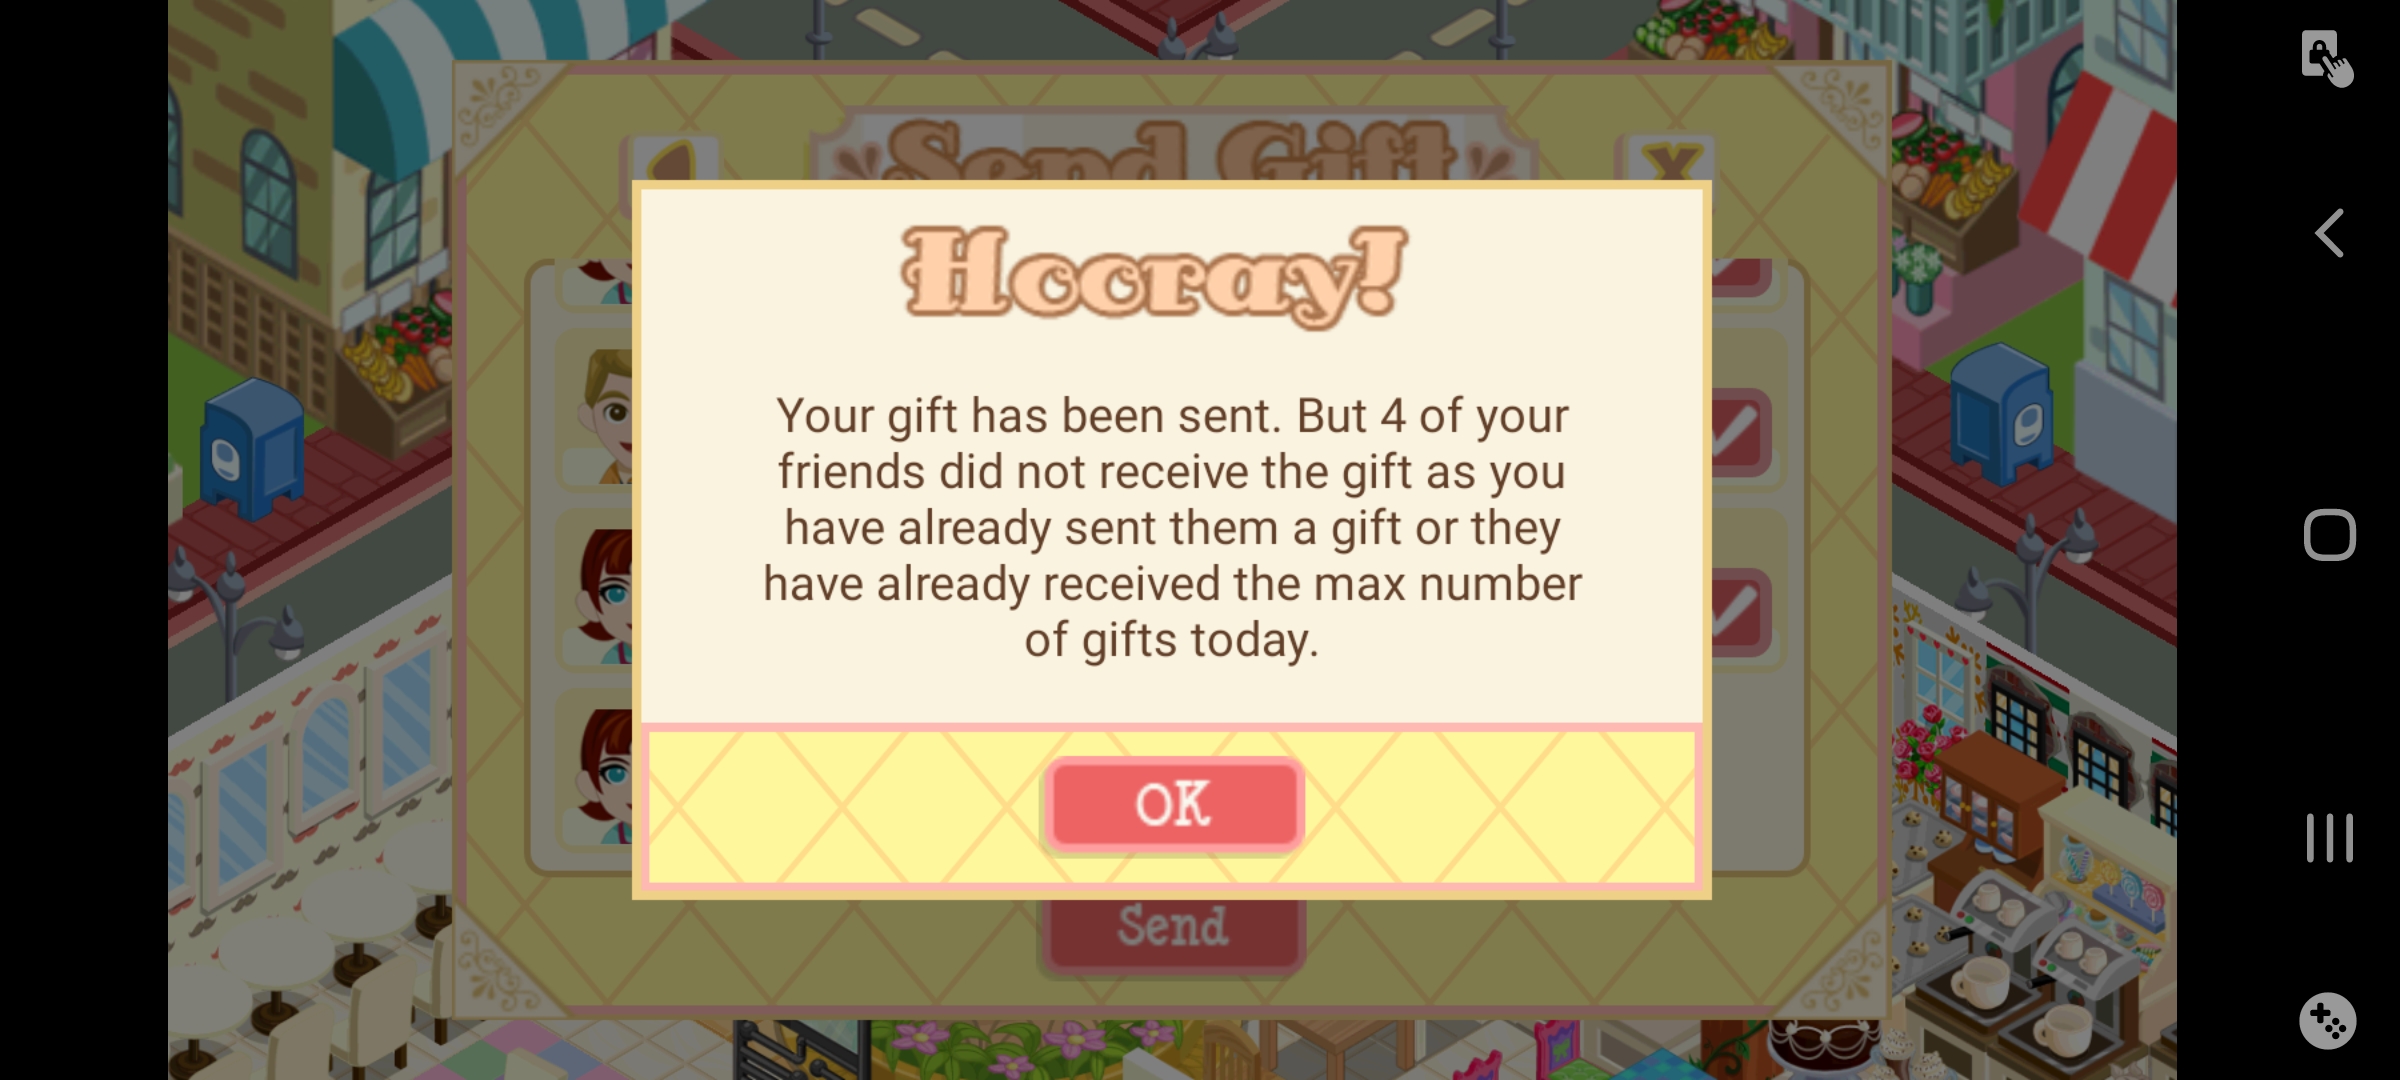 Send Gift
X
Hooray!
Your gift has been sent. But 4 of your
friends did not receive the gift as you
have already sent them a gift or they
have already received the max number
of gifts today.
OK
Send